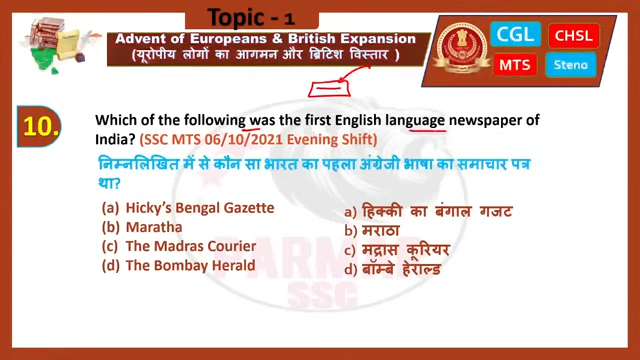 Topic - 1
Advent of Europeans & British Expansion
(यूरोपीय लोगों का आगमन और ब्रिटिश विस्तार )
CGL
CHSL
MTS
Steno
10.
Which of the following was the first English language newspaper of
India? (SSC MTS 06/10/2021 Evening Shift)
निम्नलिखित में से कौन सा भारत का पहला अंग्रेजी भाषा का समाचार पत्र
था?
(a) Hicky's Bengal Gazette
(b) Maratha
(c) The Madras Courier
(d) The Bombay Herald
a) हिक्की का बंगाल गजट
b) मराठा
c) मद्रास कूरियर
d) बॉम्बे हेराल्ड
PARMAR
SSC